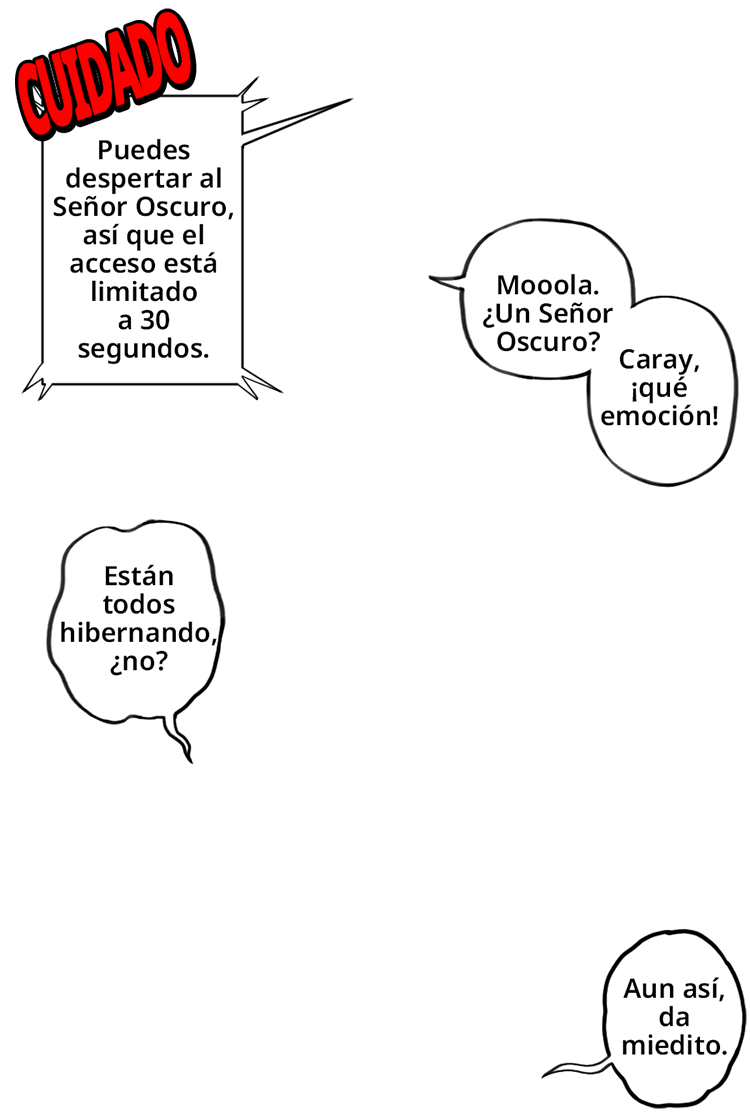 CUIDADO
Puedes
despertar al
Señor Oscuro,
así que el
acceso está
limitado
a 30
segundos.
Mooola.
¿Un Señor
Oscuro?
Caray,
¡qué
emoción!
Están
todos
hibernando,
¿no?
Aun así,
da
miedito.